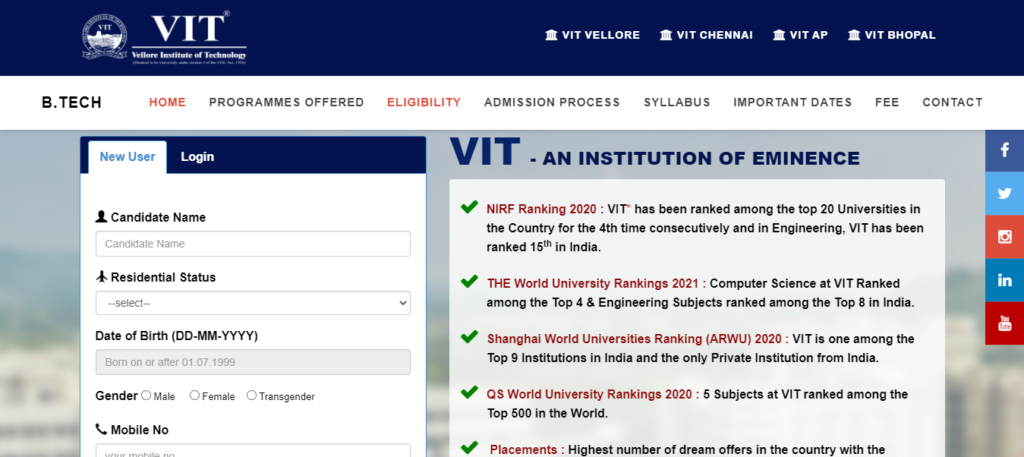 VIT®
VIT
Vellore Institute of Technology
(Deemed to be University under section 3 of the UGC Act, 1956)
VIT VELLORE VIT CHENNAI VIT AP VIT BHOPAL
B.TECH HOME PROGRAMMES OFFERED ELIGIBILITY ADMISSION PROCESS SYLLABUS IMPORTANT DATES FEE CONTACT
New User Login
Candidate Name
Candidate Name
Residential Status
--select--
Date of Birth (DD-MM-YYYY)
Born on or after 01.07.1999
Gender Male Female Transgender
Mobile No
your mobile no
VIT - AN INSTITUTION OF EMINENCE
NIRF Ranking 2020 : VIT* has been ranked among the top 20 Universities in
the Country for the 4th time consecutively and in Engineering, VIT has been
ranked 15th in India.
THE World University Rankings 2021 : Computer Science at VIT Ranked
among the Top 4 & Engineering Subjects ranked among the Top 8 in India.
Shanghai World Universities Ranking (ARWU) 2020 : VIT is one among the
Top 9 Institutions in India and the only Private Institution from India.
QS World University Rankings 2020 : 5 Subjects at VIT ranked among the
Top 500 in the World.
Placements : Highest number of dream offers in the country with the
f
in
You
Tube